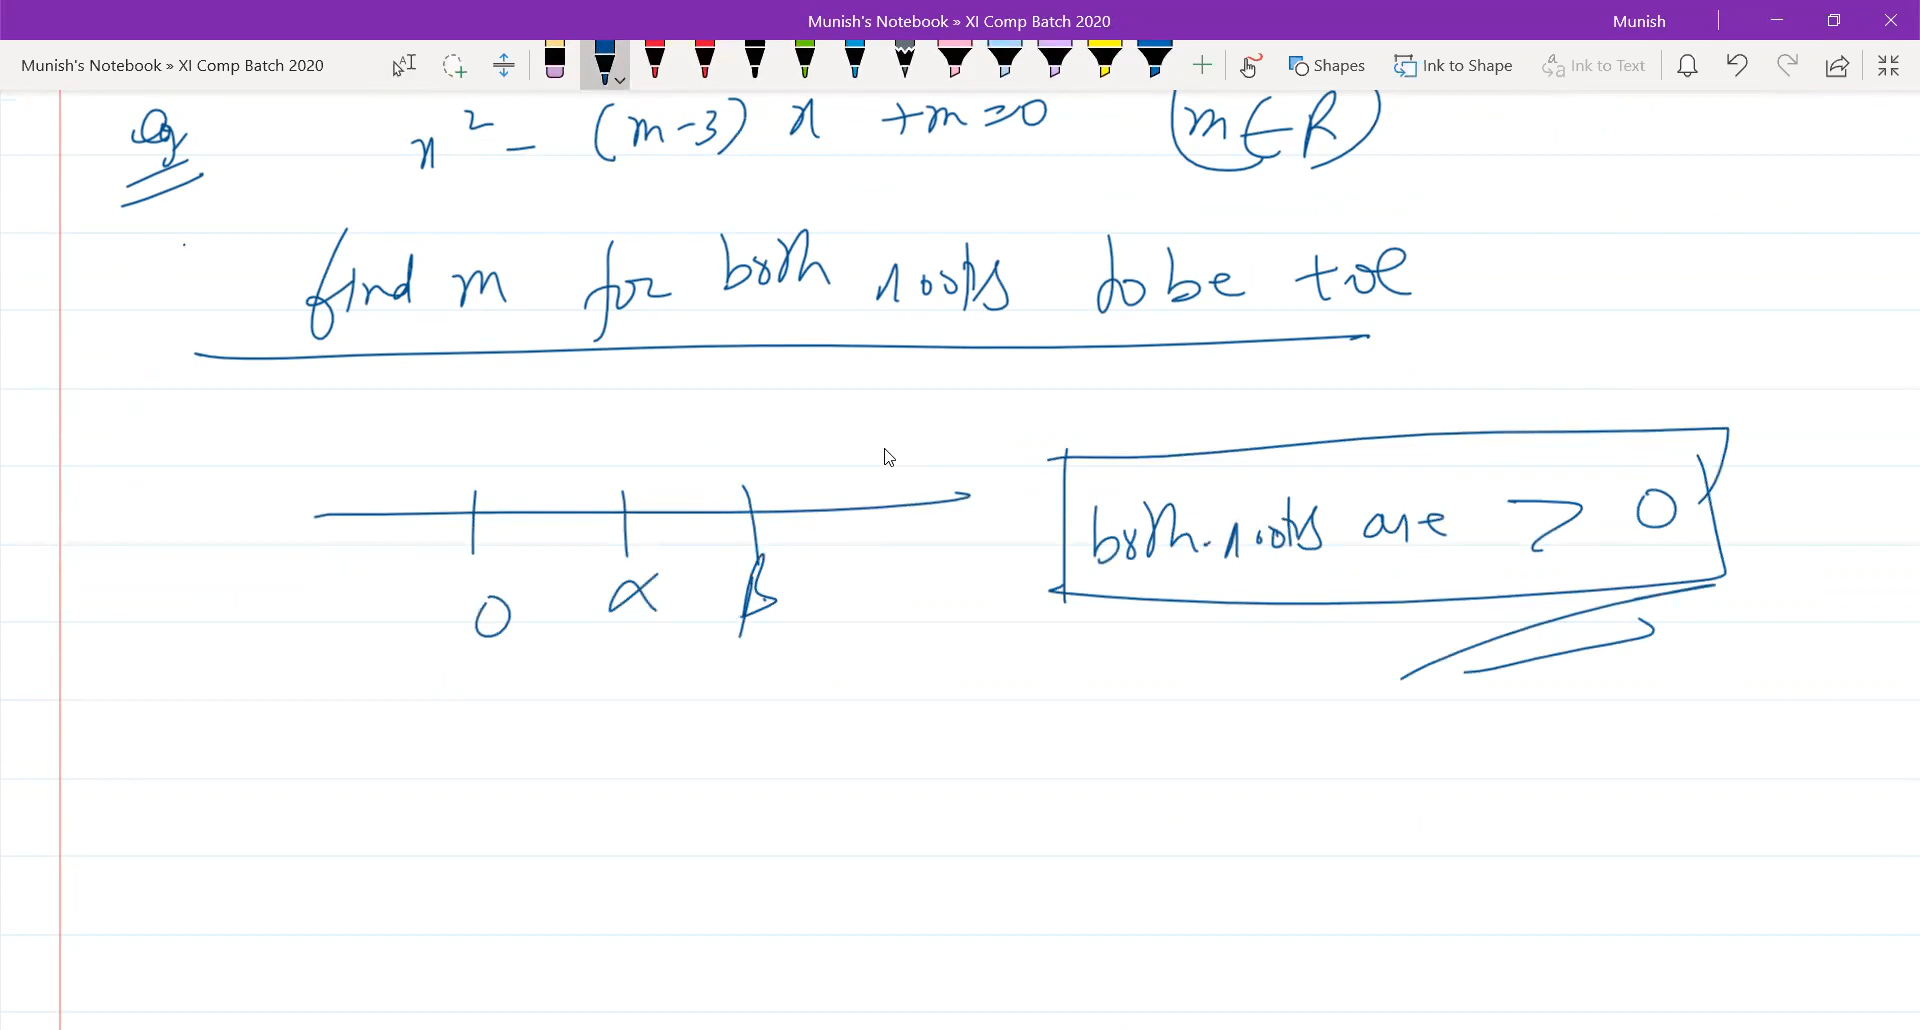 Munish's Notebook » XI Comp Batch 2020
Munish
Munish's Notebook » XI Comp Batch 2020
Shapes
Ink to Shape
Ink to Text
Q x² - (m-3) x +m=0 (m∈R)
find m for both roots to be +ve
both roots are > 0
0 α β